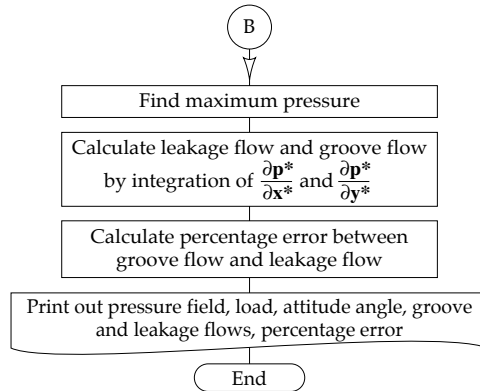 B
Find maximum pressure
Calculate leakage flow and groove flow
by integration of ∂p*/∂x* and ∂p*/∂y*
Calculate percentage error between
groove flow and leakage flow
Print out pressure field, load, attitude angle, groove
and leakage flows, percentage error
End